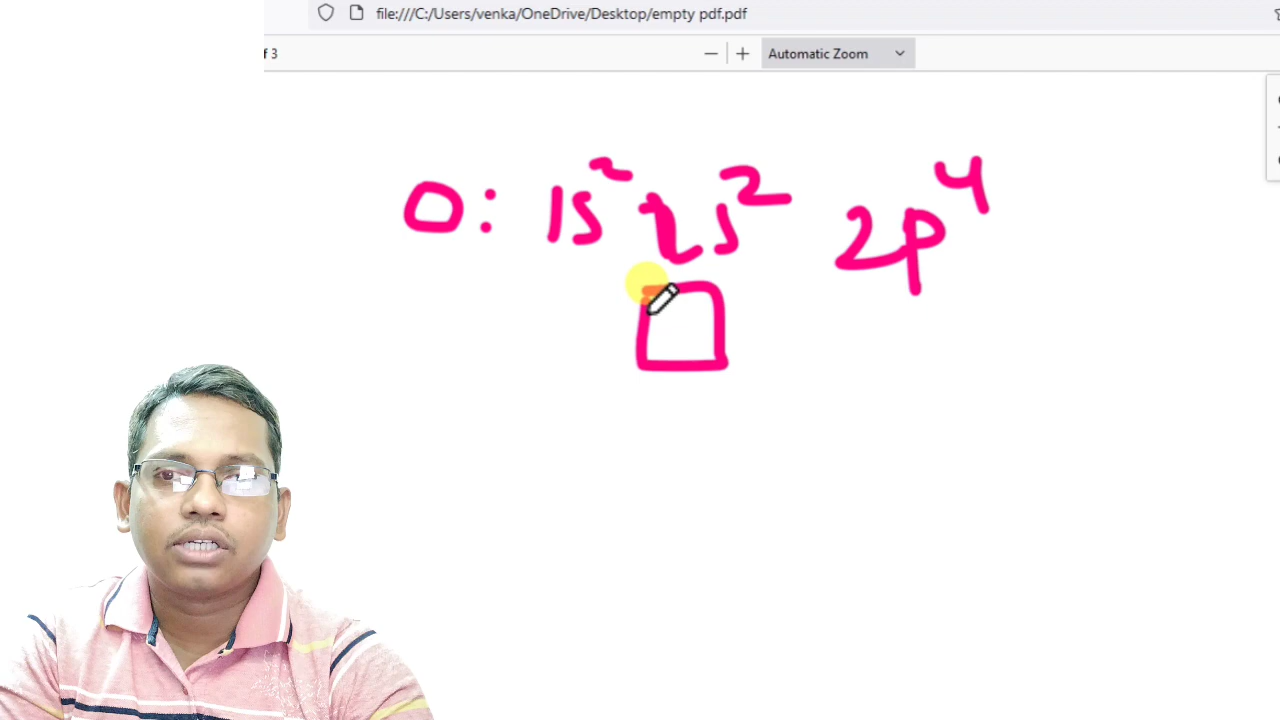 file:///C:/Users/venka/OneDrive/Desktop/empty pdf.pdf
f 3
Automatic Zoom
O: 1s² 2s² 2p⁴